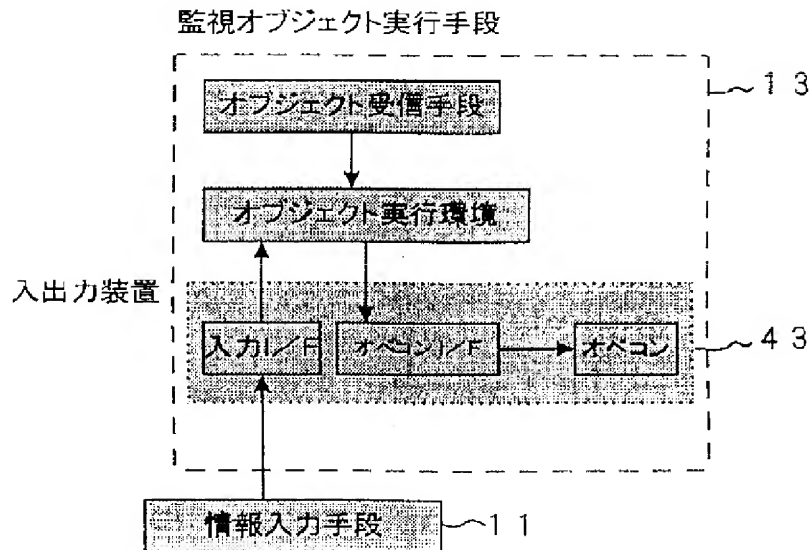 監視オブジェクト実行手段
13
オブジェクト受信手段
オブジェクト実行環境
入出力装置
入力I/F オペコンI/F オペコン 43
情報入力手段 11